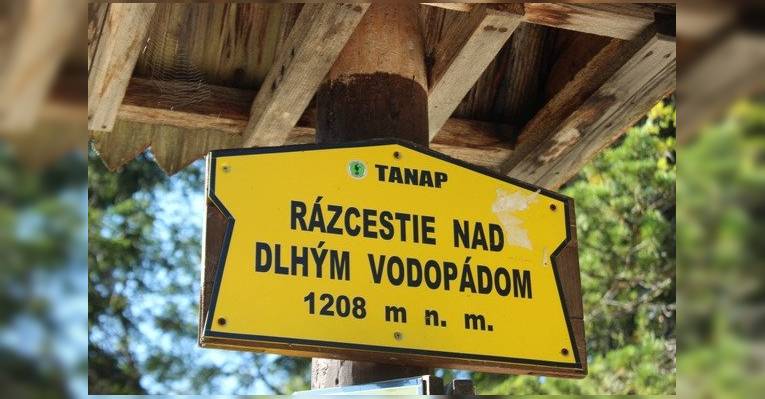 TANAP
RÁZCESTIE NAD
DLHÝM VODOPÁDOM
1208 m n. m.